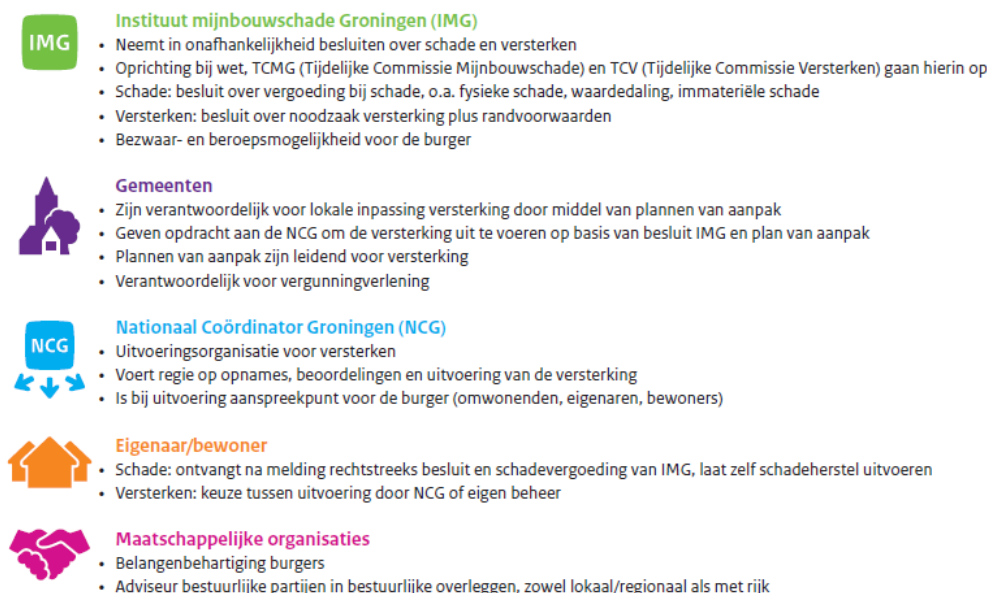 IMG
Instituut mijnbouwschade Groningen (IMG)
• Neemt in onafhankelijkheid besluiten over schade en versterken
• Oprichting bij wet, TCMG (Tijdelijke Commissie Mijnbouwschade) en TCV (Tijdelijke Commissie Versterken) gaan hierin op
• Schade: besluit over vergoeding bij schade, o.a. fysieke schade, waardedaling, immateriële schade
• Versterken: besluit over noodzaak versterking plus randvoorwaarden
• Bezwaar- en beroepsmogelijkheid voor de burger
Gemeenten
• Zijn verantwoordelijk voor lokale inpassing versterking door middel van plannen van aanpak
• Geven opdracht aan de NCG om de versterking uit te voeren op basis van besluit IMG en plan van aanpak
• Plannen van aanpak zijn leidend voor versterking
• Verantwoordelijk voor vergunningverlening
NCG
Nationaal Coördinator Groningen (NCG)
• Uitvoeringsorganisatie voor versterken
• Voert regie op opnames, beoordelingen en uitvoering van de versterking
• Is bij uitvoering aanspreekpunt voor de burger (omwonenden, eigenaren, bewoners)
Eigenaar/bewoner
• Schade: ontvangt na melding rechtstreeks besluit en schadevergoeding van IMG, laat zelf schadeherstel uitvoeren
• Versterken: keuze tussen uitvoering door NCG of eigen beheer
Maatschappelijke organisaties
• Belangenbehartiging burgers
• Adviseur bestuurlijke partijen in bestuurlijke overleggen, zowel lokaal/regionaal als met rijk